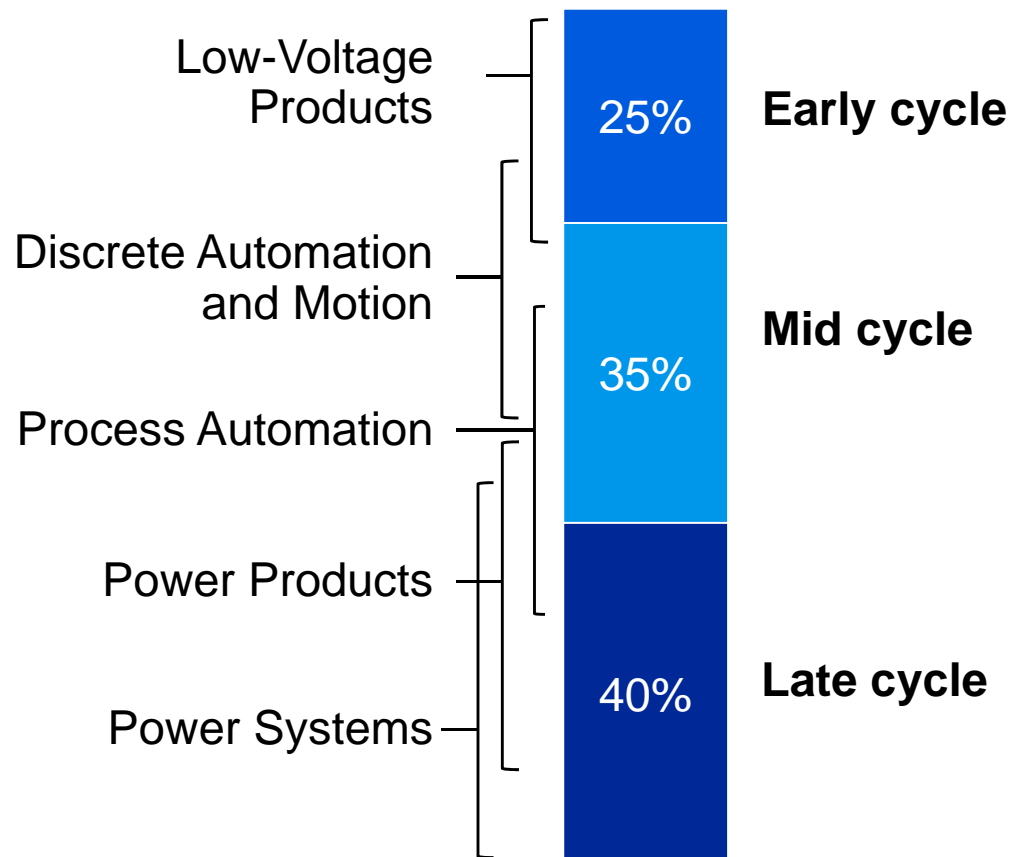 Low-Voltage
Products
Discrete Automation
and Motion
Process Automation
Power Products
Power Systems
25%
35%
40%
Early cycle
Mid cycle
Late cycle